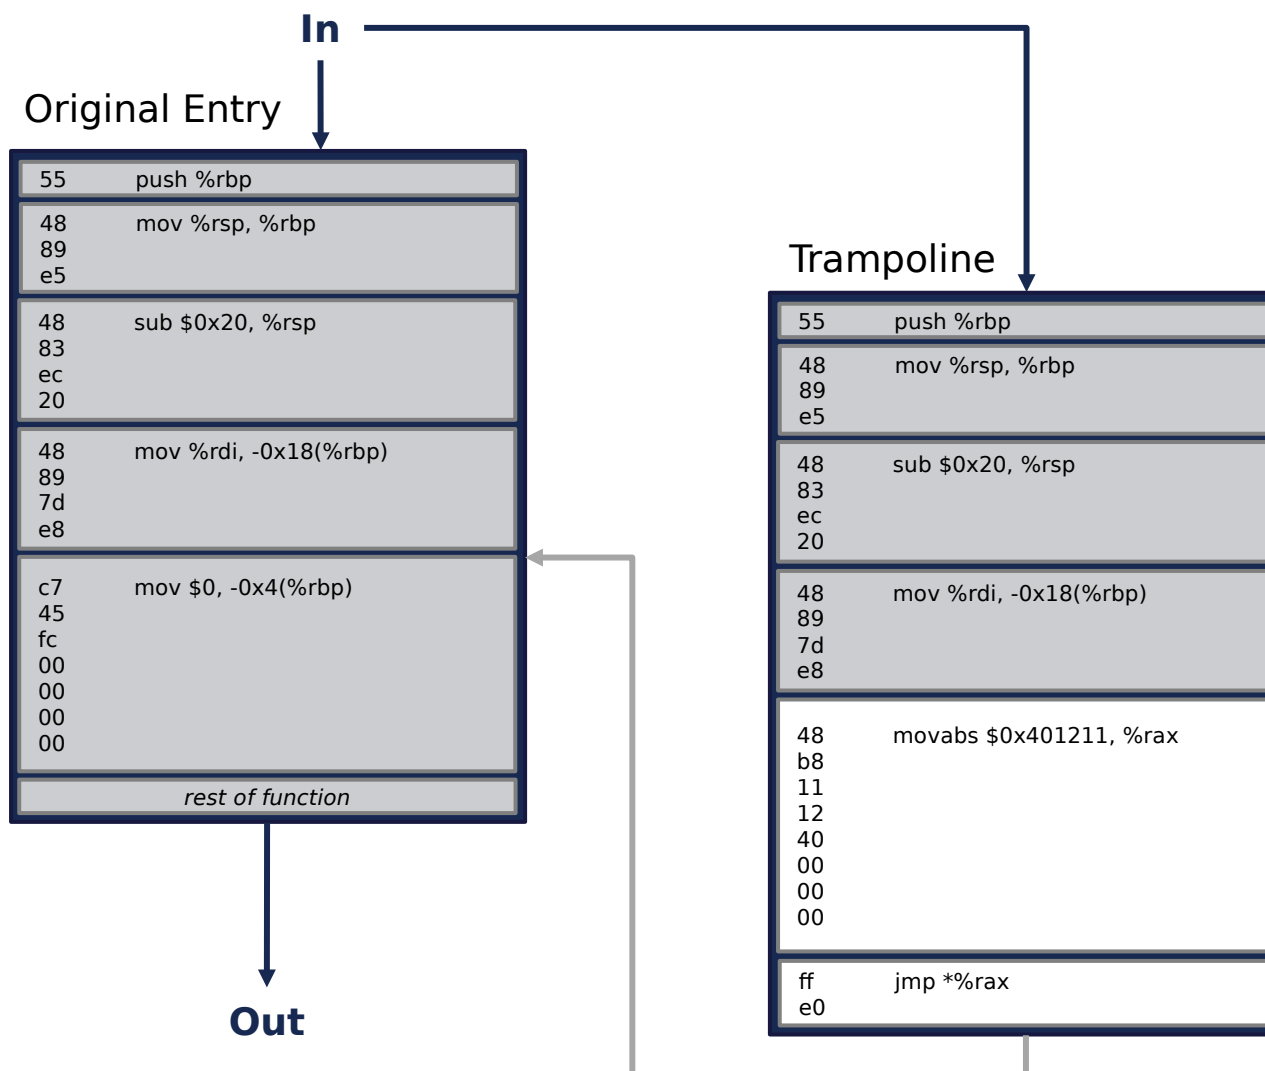 In
Original Entry
55 push %rbp
48 mov %rsp, %rbp
89
e5
48 sub $0x20, %rsp
83
ec
20
48 mov %rdi, -0x18(%rbp)
89
7d
e8
c7 mov $0, -0x4(%rbp)
45
fc
00
00
00
00
rest of function
Out
Trampoline
55 push %rbp
48 mov %rsp, %rbp
89
e5
48 sub $0x20, %rsp
83
ec
20
48 mov %rdi, -0x18(%rbp)
89
7d
e8
48 movabs $0x401211, %rax
b8
11
12
40
00
00
00
ff jmp *%rax
e0